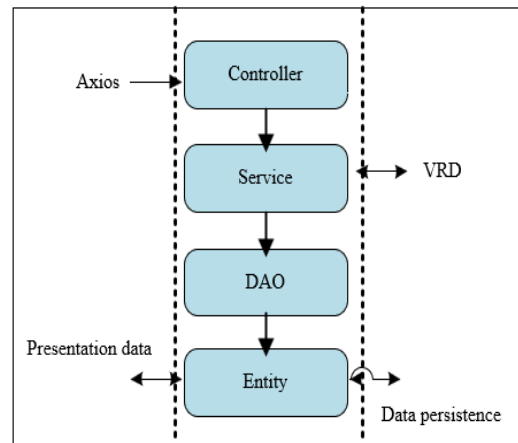 Controller
Axios
Service
VRD
DAO
Presentation data
Entity
Data persistence